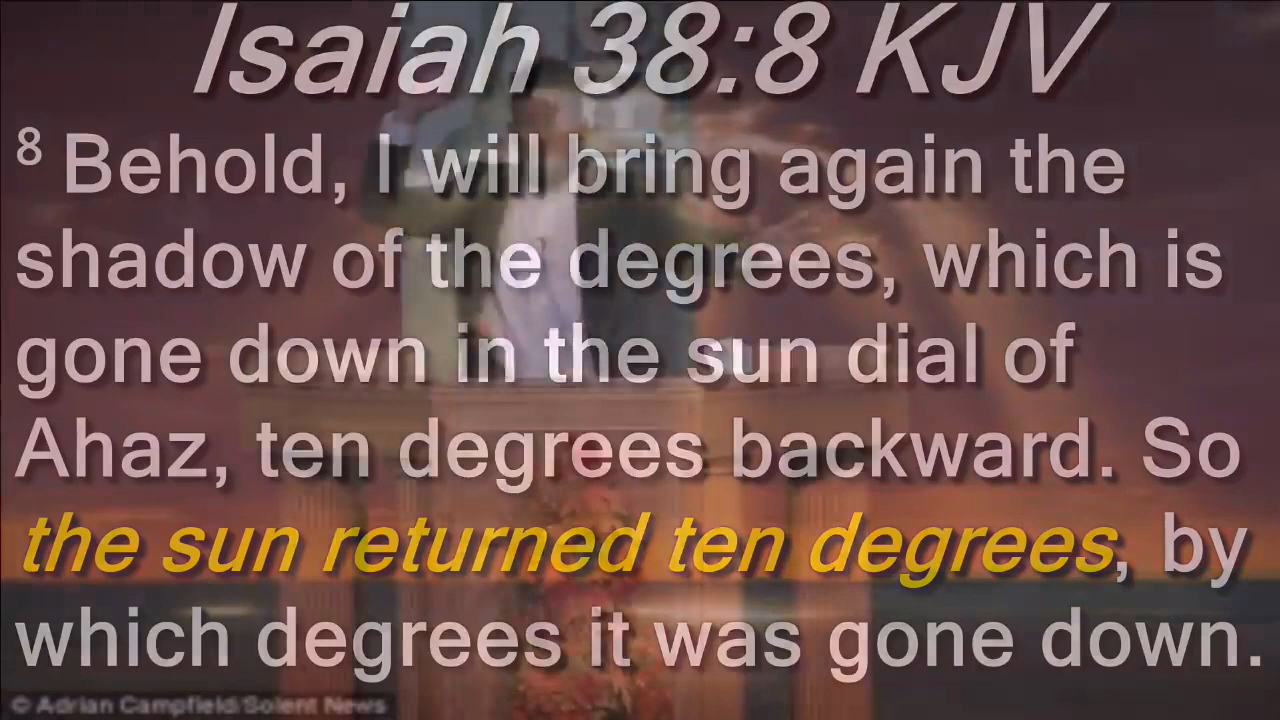 Isaiah 38:8 KJV
8 Behold, I will bring again the
shadow of the degrees, which is
gone down in the sun dial of
Ahaz, ten degrees backward. So
the sun returned ten degrees, by
which degrees it was gone down.
© Adrian Campfield/Solent News